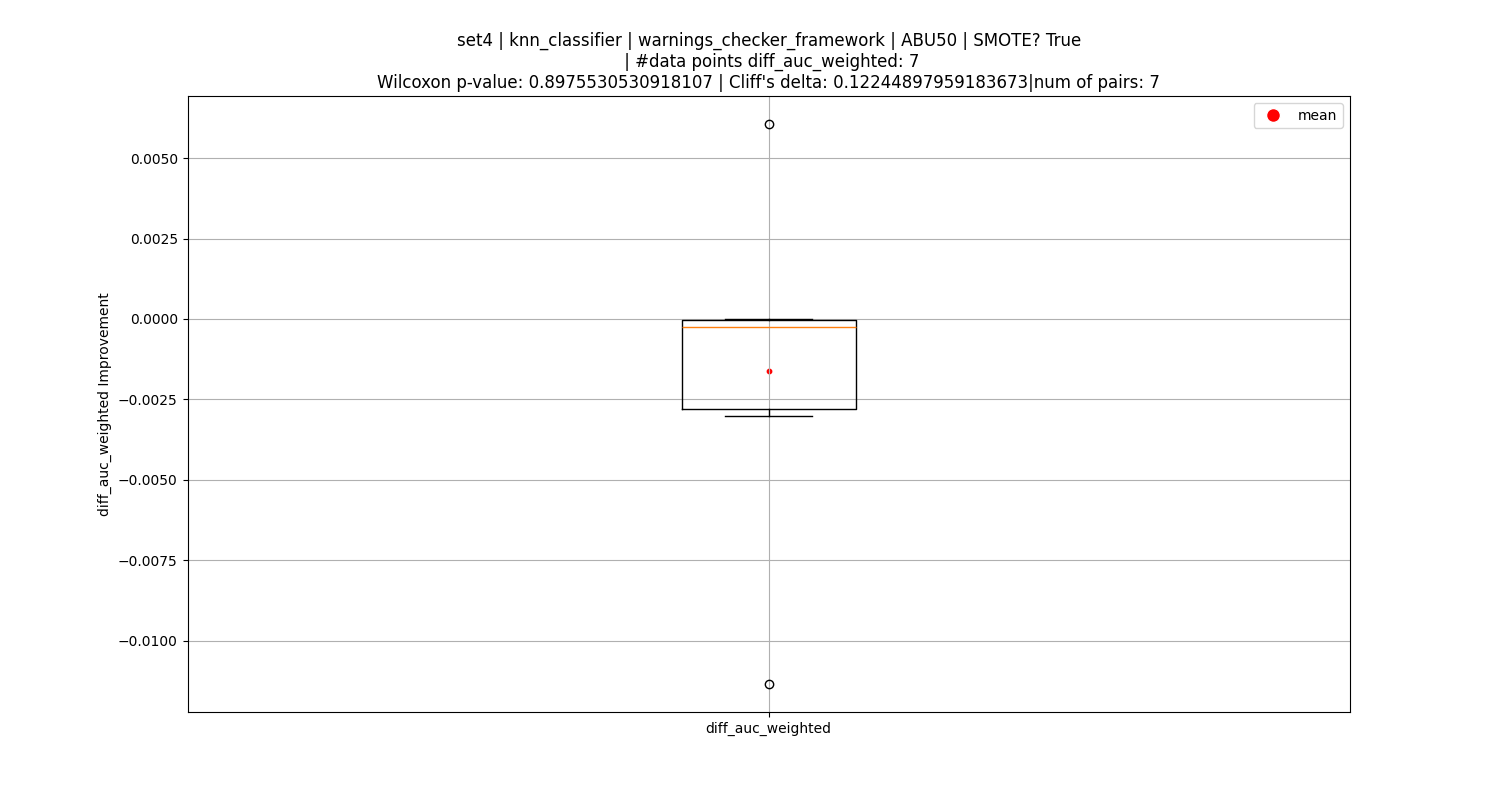 set4 | knn_classifier | warnings_checker_framework | ABU50 | SMOTE? True
| #data points diff_auc_weighted: 7
Wilcoxon p-value: 0.8975530530918107 | Cliff's delta: 0.12244897959183673|num of pairs: 7
mean
0.0050
0.0025
0.0000
−0.0025
−0.0050
−0.0075
−0.0100
diff_auc_weighted Improvement
diff_auc_weighted